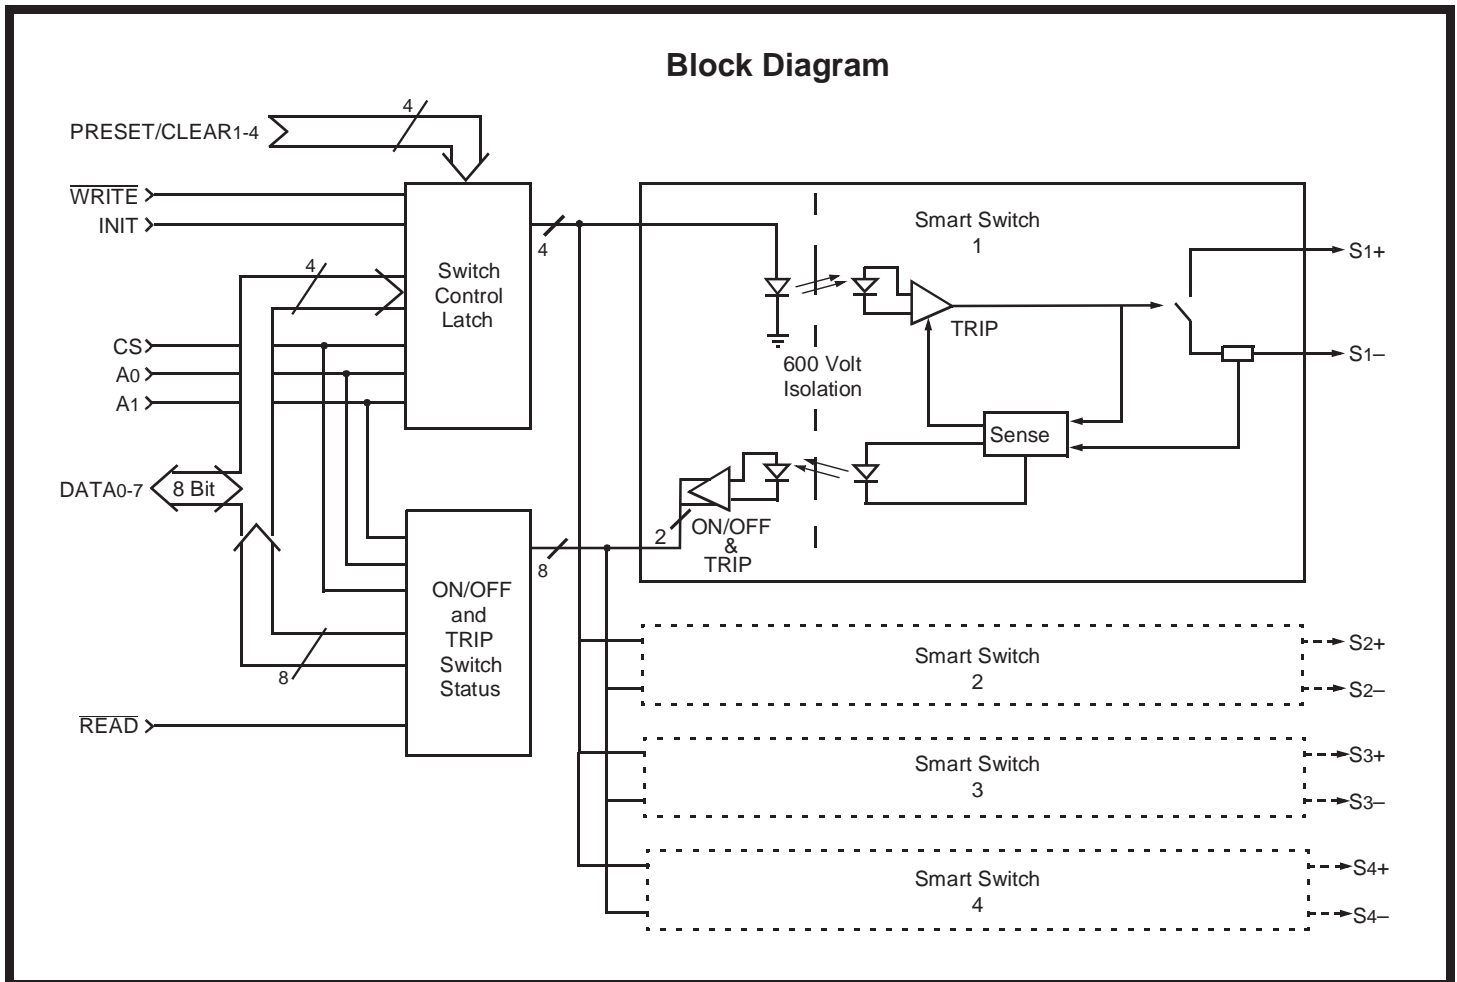 Block Diagram
PRESET/CLEAR1-4
4
WRITE
INIT
4
CS
A0
A1
DATA0-7
8 Bit
READ
Switch
Control
Latch
4
ON/OFF
and
TRIP
Switch
Status
8
8
Smart Switch
1
600 Volt
Isolation
TRIP
Sense
2
ON/OFF
&
TRIP
S1+
S1–
Smart Switch
2
S2+
S2–
Smart Switch
3
S3+
S3–
Smart Switch
4
S4+
S4–